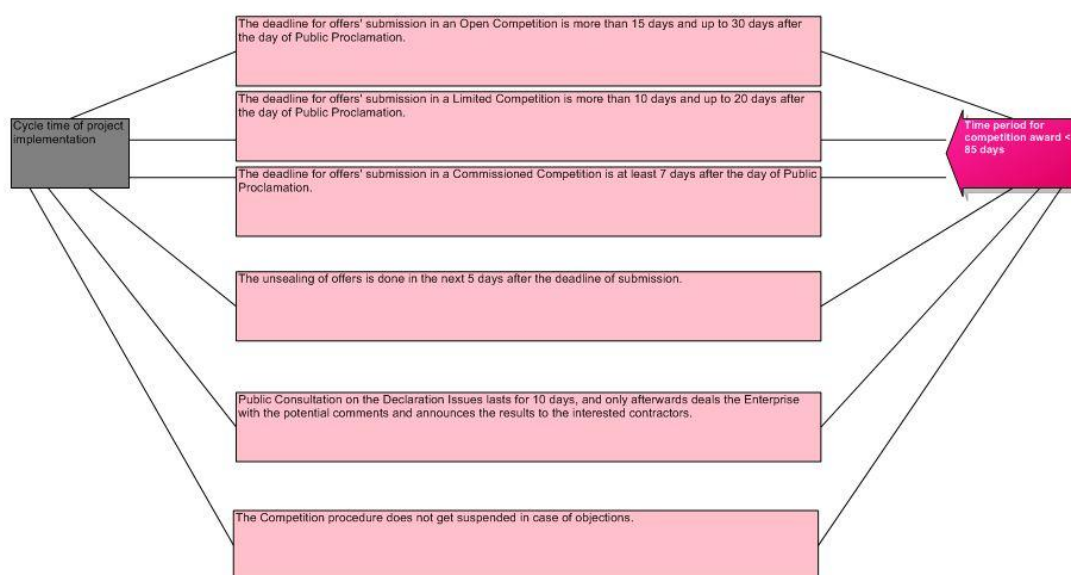 The deadline for offers' submission in an Open Competition is more than 15 days and up to 30 days after
the day of Public Proclamation.
The deadline for offers' submission in a Limited Competition is more than 10 days and up to 20 days after
the day of Public Proclamation.
Cycle time of project
implementation
Time period for
competition award <
85 days
The deadline for offers' submission in a Commissioned Competition is at least 7 days after the day of Public
Proclamation.
The unsealing of offers is done in the next 5 days after the deadline of submission.
Public Consultation on the Declaration Issues lasts for 10 days, and only afterwards deals the Enterprise
with the potential comments and announces the results to the interested contractors.
The Competition procedure does not get suspended in case of objections.